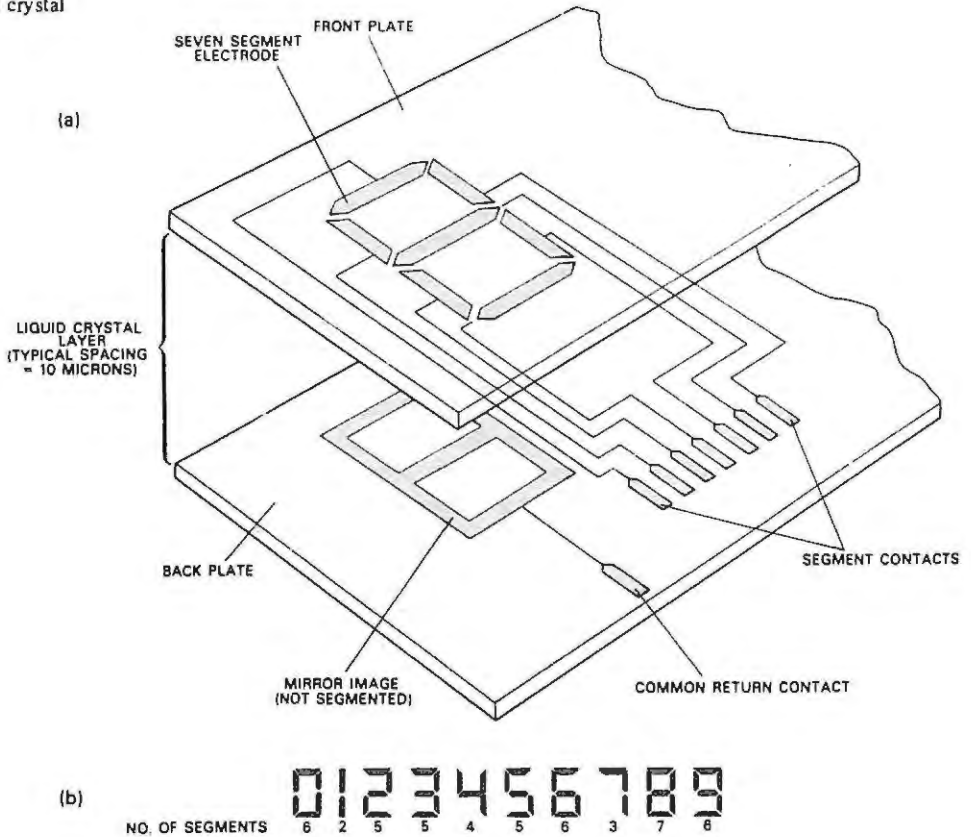 crystal
SEVEN SEGMENT
ELECTRODE
FRONT PLATE
(a)
LIQUID CRYSTAL
LAYER
(TYPICAL SPACING
= 10 MICRONS)
SEGMENT CONTACTS
BACK PLATE
MIRROR IMAGE
(NOT SEGMENTED)
COMMON RETURN CONTACT
(b)
0123456789
NO. OF SEGMENTS 6 2 5 5 4 5 6 3 7 6